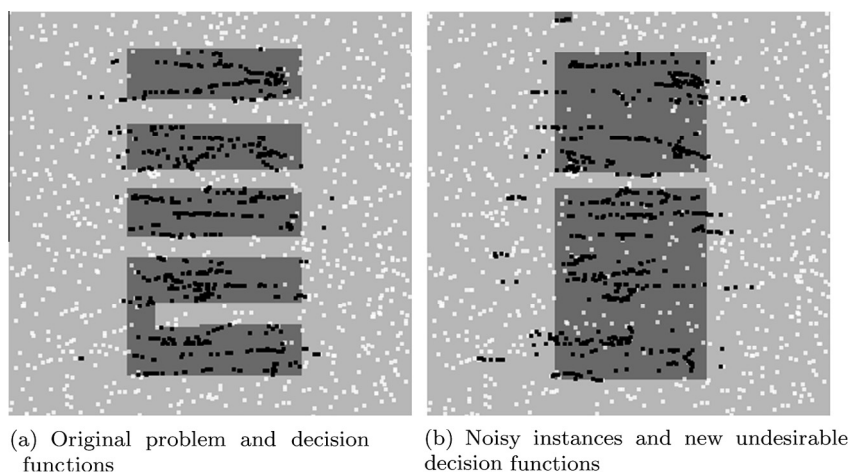 (a) Original problem and decision
functions
(b) Noisy instances and new undesirable
decision functions